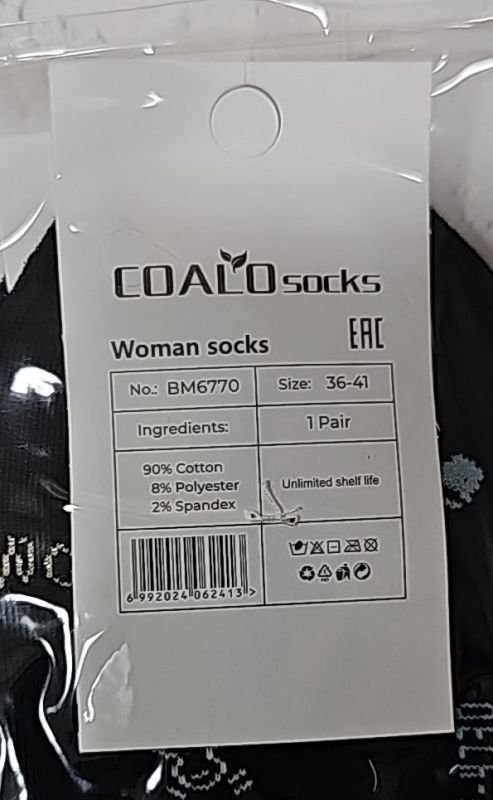 COALO socks
Woman socks EAC
No.: BM6770 Size: 36-41
Ingredients: 1 Pair
90% Cotton
8% Polyester
2% Spandex
Unlimited shelf life
6 992024 062413 >